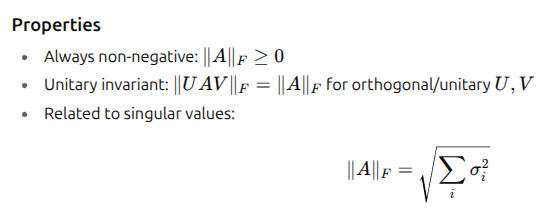 Properties
• Always non-negative: ‖A‖_F ≥ 0
• Unitary invariant: ‖UAV‖_F = ‖A‖_F for orthogonal/unitary U, V
• Related to singular values:
‖A‖_F = √(∑_i σ_i^2)